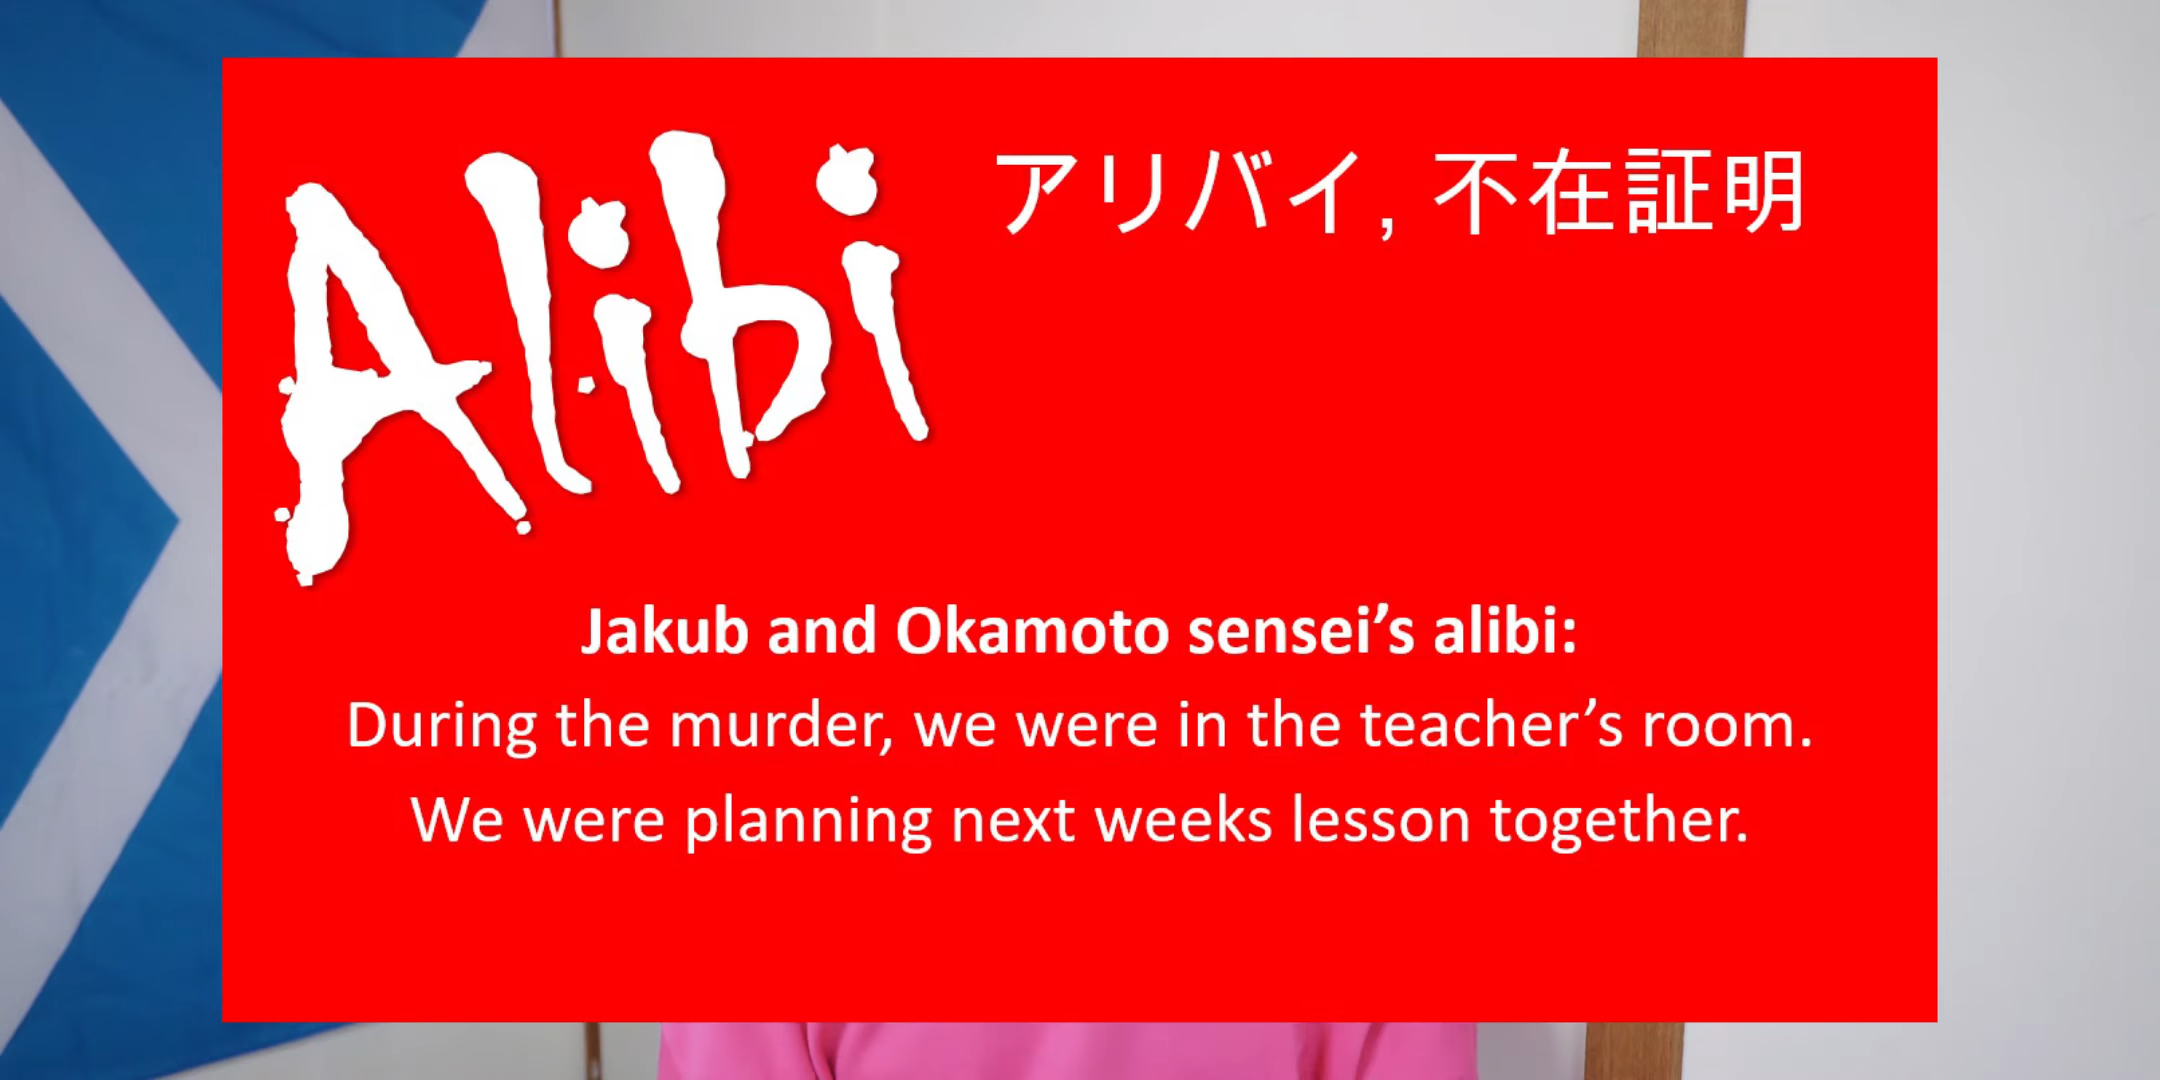 Alibi
アリバイ, 不在証明
Jakub and Okamoto sensei’s alibi:
During the murder, we were in the teacher’s room.
We were planning next weeks lesson together.